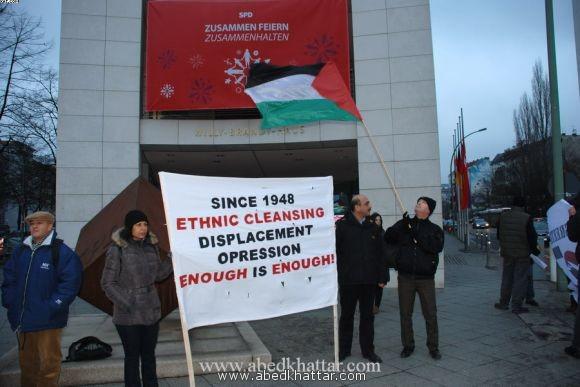 SPD
ZUSAMMEN FEIERN
ZUSAMMENHALTEN
WILLY-BRANDT-HAUS
SINCE 1948
ETHNIC CLEANSING
DISPLACEMENT
OPRESSION
ENOUGH IS ENOUGH!
www.abedkhattar.com
www.abedkhattar.com